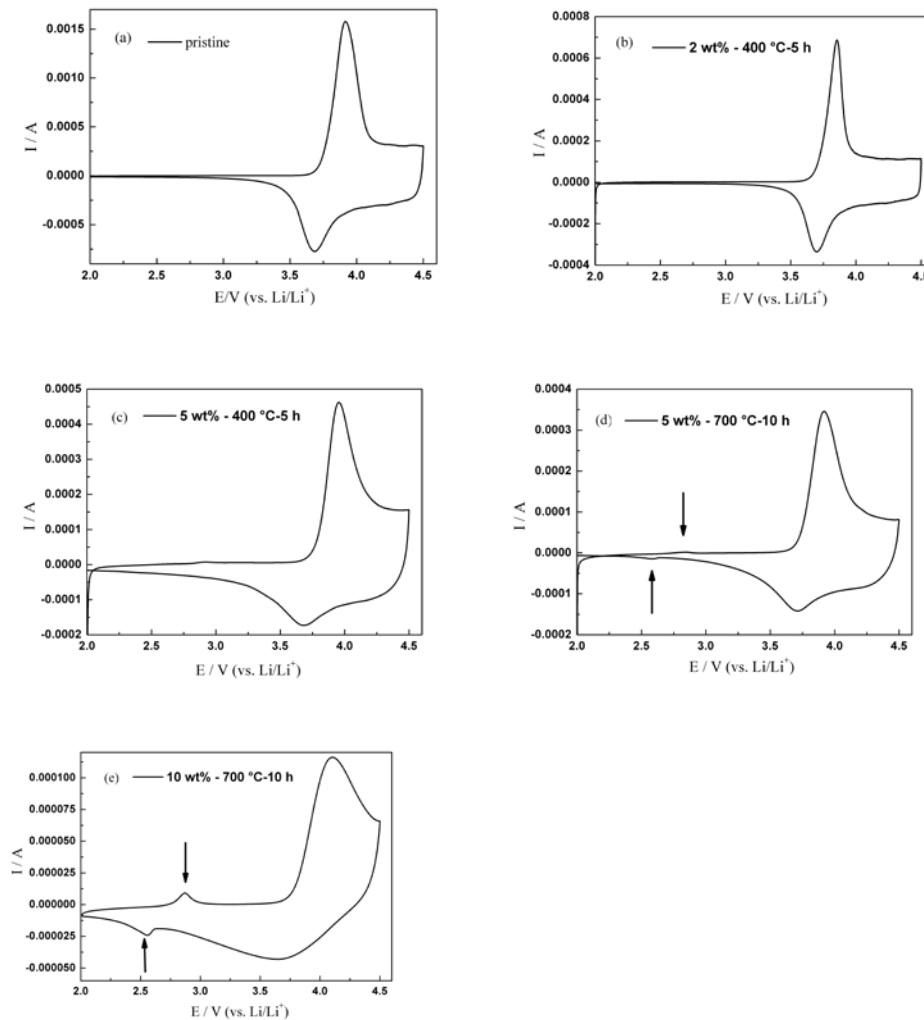 (a) pristine
0.0015
0.0010
0.0005
0.0000
-0.0005
I / A
2.0 2.5 3.0 3.5 4.0 4.5
E/V (vs. Li/Li⁺)
(b) 2 wt% - 400 °C-5 h
0.0008
0.0006
0.0004
0.0002
0.0000
-0.0002
-0.0004
I / A
2.0 2.5 3.0 3.5 4.0 4.5
E / V (vs. Li/Li⁺)
(c) 5 wt% - 400 °C-5 h
0.0005
0.0004
0.0003
0.0002
0.0001
0.0000
-0.0001
-0.0002
I / A
2.0 2.5 3.0 3.5 4.0 4.5
E / V (vs. Li/Li⁺)
(d) 5 wt% - 700 °C-10 h
0.0004
0.0003
0.0002
0.0001
0.0000
-0.0001
-0.0002
I / A
2.0 2.5 3.0 3.5 4.0 4.5
E / V (vs. Li/Li⁺)
(e) 10 wt% - 700 °C-10 h
0.000100
0.000075
0.000050
0.000025
0.000000
-0.000025
-0.000050
I / A
2.0 2.5 3.0 3.5 4.0 4.5
E / V (vs. Li/Li⁺)